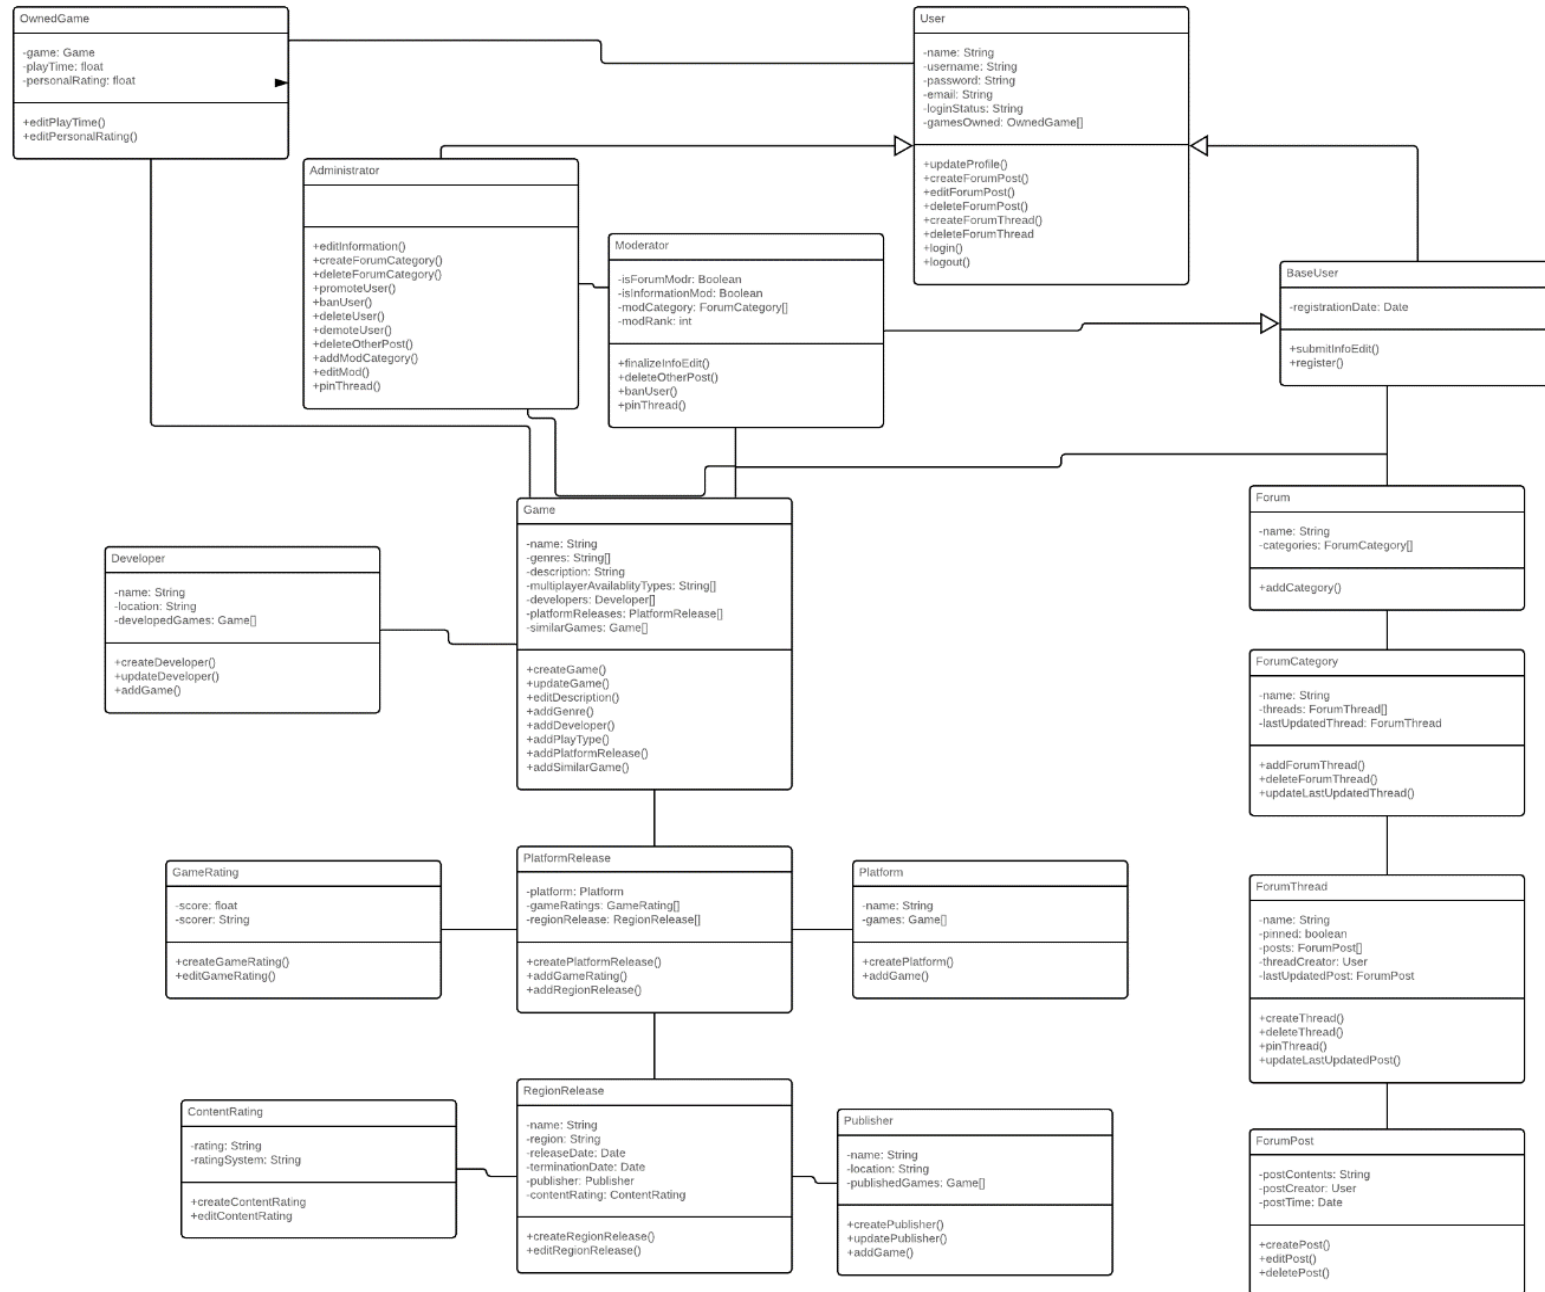 OwnedGame
-game: Game
-playTime: float
-personalRating: float
+editPlayTime()
+editPersonalRating()
User
-name: String
-username: String
-password: String
-email: String
-loginStatus: String
-gamesOwned: OwnedGame[]
+updateProfile()
+createForumPost()
+editForumPost()
+deleteForumPost()
+createForumThread()
+deleteForumThread
+login()
+logout()
Administrator
+editInformation()
+createForumCategory()
+deleteForumCategory()
+promoteUser()
+banUser()
+deleteUser()
+demoteUser()
+deleteOtherPost()
+addModCategory()
+editMod()
+pinThread()
Moderator
-isForumModr: Boolean
-isInformationMod: Boolean
-modCategory: ForumCategory[]
-modRank: int
+finalizeInfoEdit()
+deleteOtherPost()
+banUser()
+pinThread()
BaseUser
-registrationDate: Date
+submitInfoEdit()
+register()
Game
-name: String
-genres: String[]
-description: String
-multiplayerAvailablityTypes: String[]
-developers: Developer[]
-platformReleases: PlatformRelease[]
-similarGames: Game[]
+createGame()
+updateGame()
+editDescription()
+addGenre()
+addDeveloper()
+addPlayType()
+addPlatformRelease()
+addSimilarGame()
Developer
-name: String
-location: String
-developedGames: Game[]
+createDeveloper()
+updateDeveloper()
+addGame()
Forum
-name: String
-categories: ForumCategory[]
+addCategory()
ForumCategory
-name: String
-threads: ForumThread[]
-lastUpdatedThread: ForumThread
+addForumThread()
+deleteForumThread()
+updateLastUpdatedThread()
GameRating
-score: float
-scorer: String
+createGameRating()
+editGameRating()
PlatformRelease
-platform: Platform
-gameRatings: GameRating[]
-regionRelease: RegionRelease[]
+createPlatformRelease()
+addGameRating()
+addRegionRelease()
Platform
-name: String
-games: Game[]
+createPlatform()
+addGame()
ForumThread
-name: String
-pinned: boolean
-posts: ForumPost[]
-threadCreator: User
-lastUpdatedPost: ForumPost
+createThread()
+deleteThread()
+pinThread()
+updateLastUpdatedPost()
ContentRating
-rating: String
-ratingSystem: String
+createContentRating
+editContentRating
RegionRelease
-name: String
-region: String
-releaseDate: Date
-terminationDate: Date
-publisher: Publisher
-contentRating: ContentRating
+createRegionRelease()
+editRegionRelease()
Publisher
-name: String
-location: String
-publishedGames: Game[]
+createPublisher()
+updatePublisher()
+addGame()
ForumPost
-postContents: String
-postCreator: User
-postTime: Date
+createPost()
+editPost()
+deletePost()